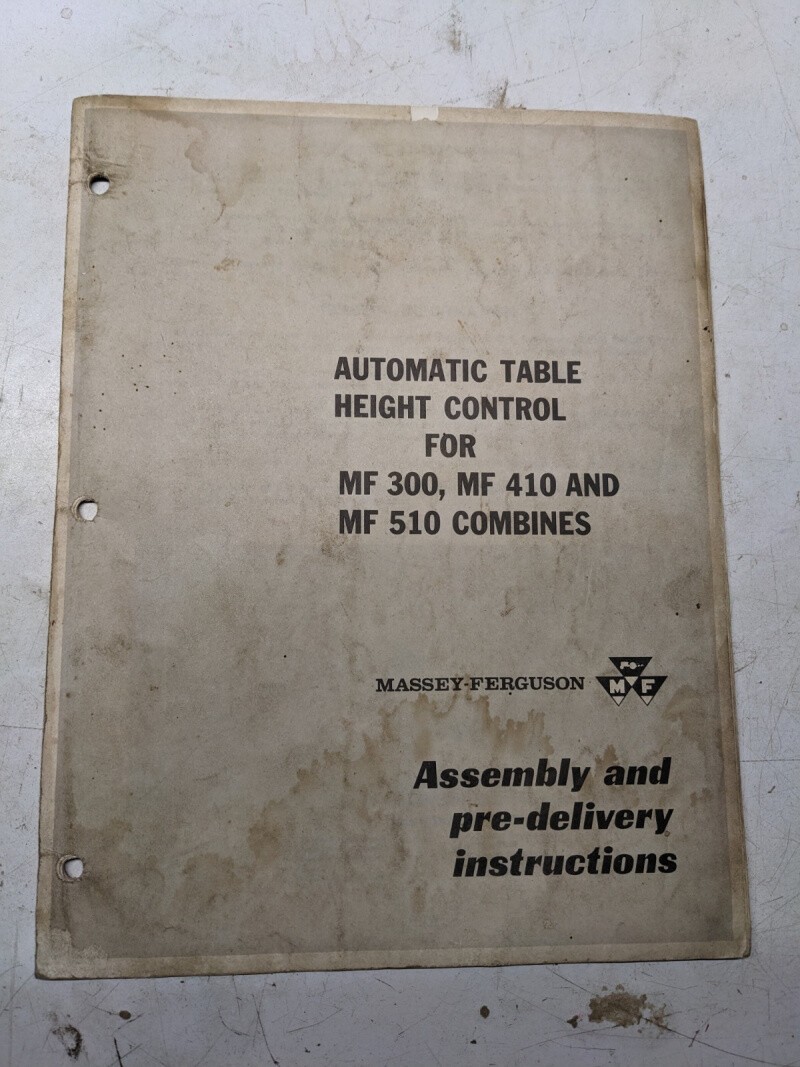 AUTOMATIC TABLE
HEIGHT CONTROL
FOR
MF 300, MF 410 AND
MF 510 COMBINES
MASSEY-FERGUSON
MF
Assembly and
pre-delivery
instructions